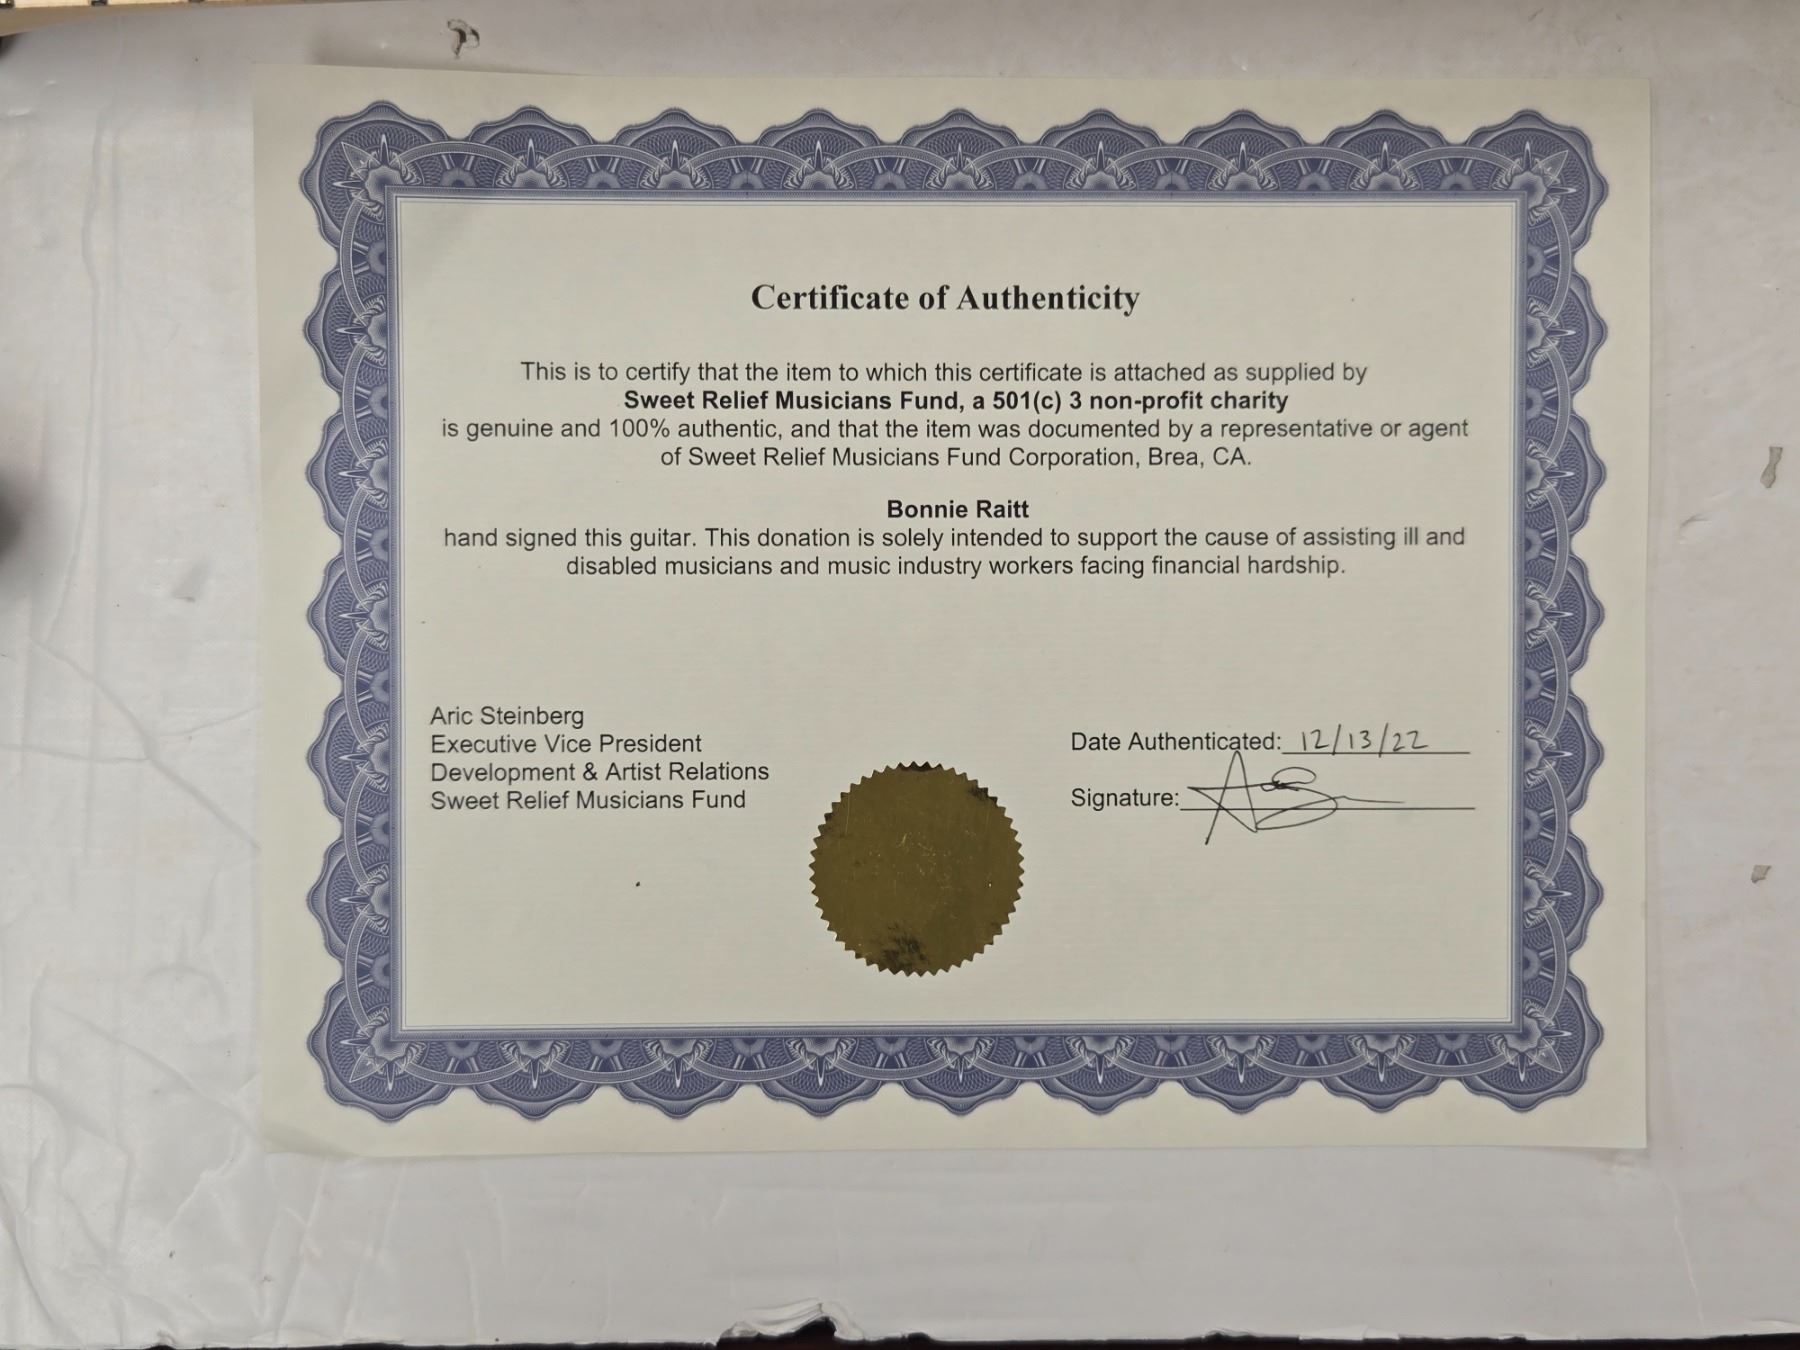 Certificate of Authenticity
This is to certify that the item to which this certificate is attached as supplied by
Sweet Relief Musicians Fund, a 501(c) 3 non-profit charity
is genuine and 100% authentic, and that the item was documented by a representative or agent
of Sweet Relief Musicians Fund Corporation, Brea, CA.
Bonnie Raitt
hand signed this guitar. This donation is solely intended to support the cause of assisting ill and
disabled musicians and music industry workers facing financial hardship.
Aric Steinberg
Executive Vice President
Development & Artist Relations
Sweet Relief Musicians Fund
Date Authenticated: 12/13/22
Signature: